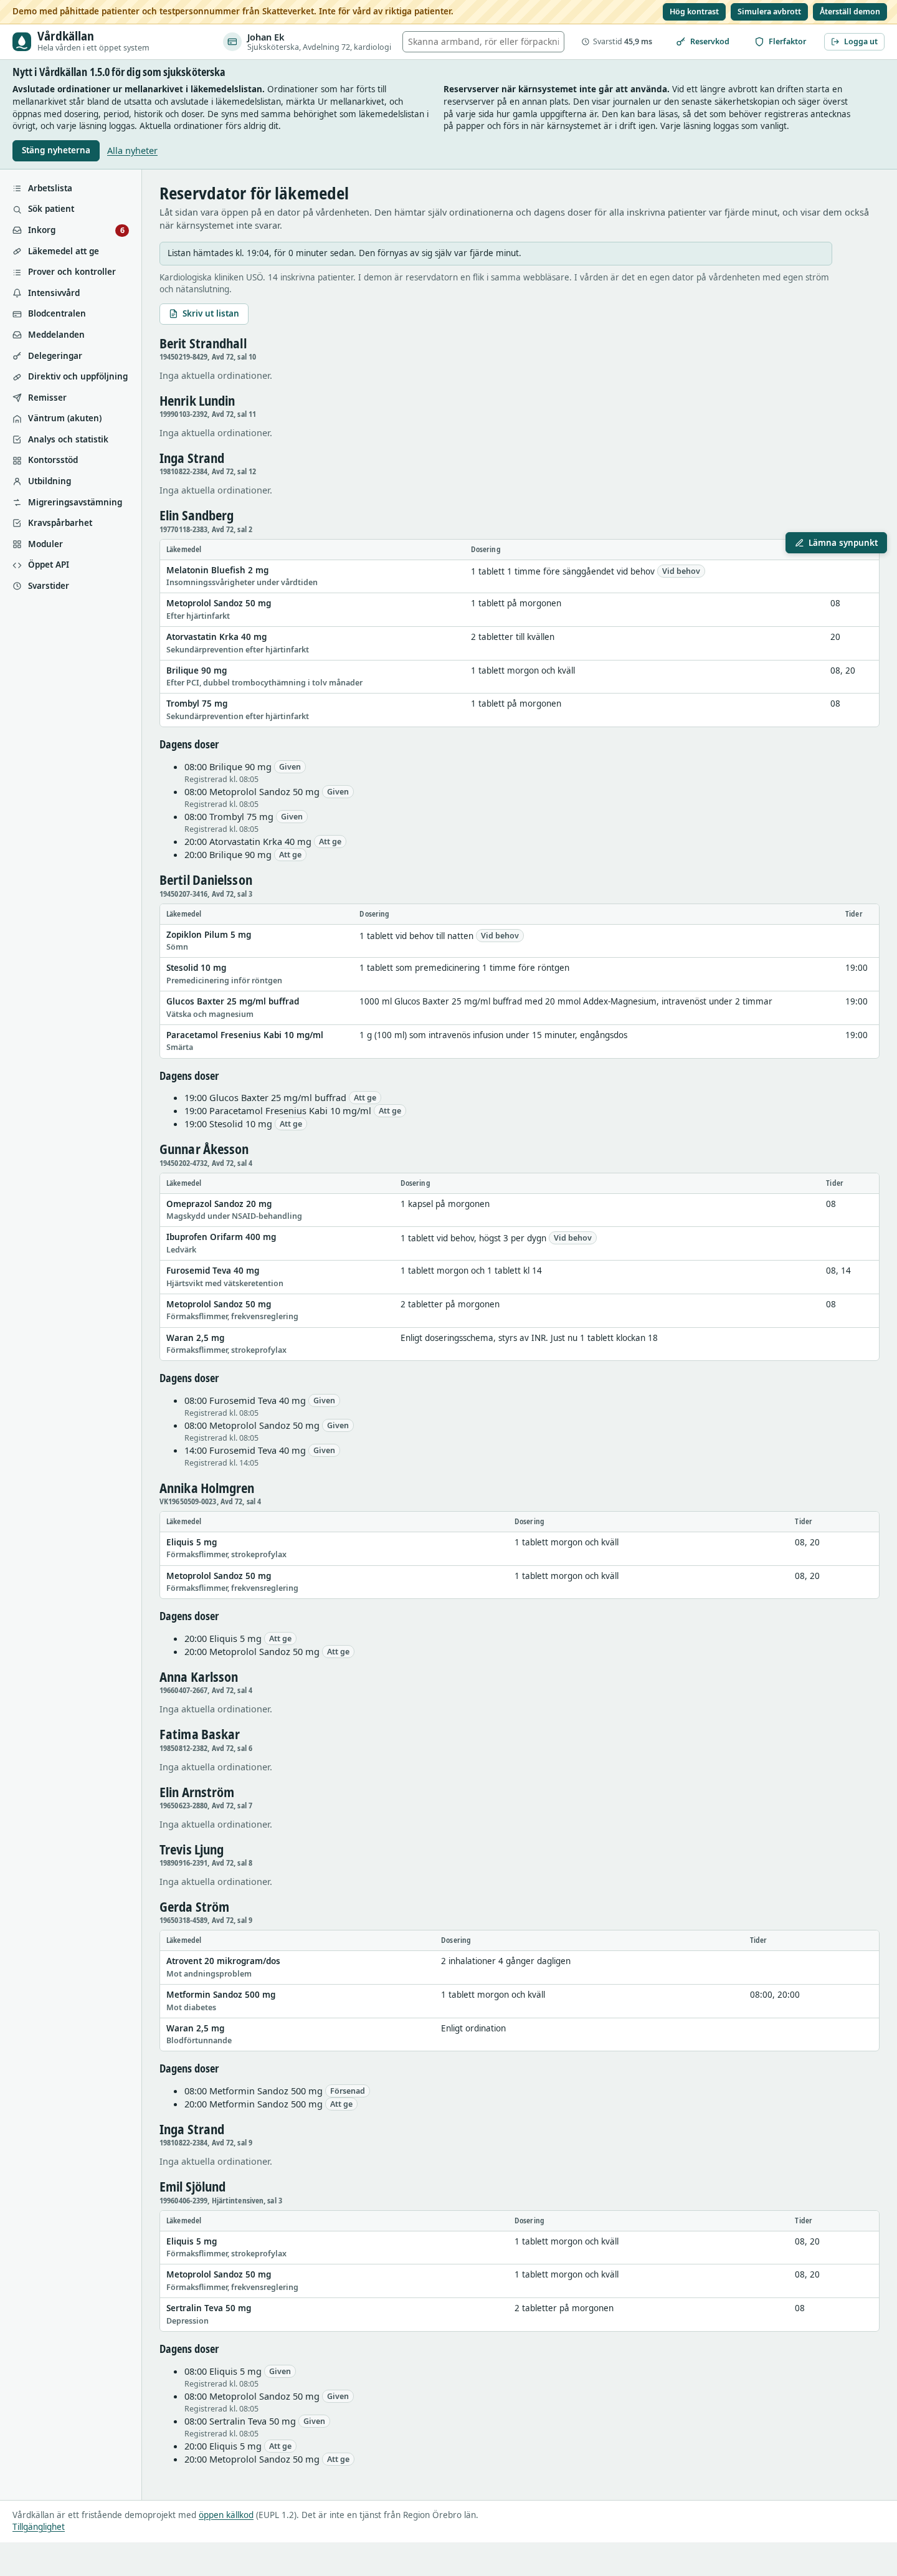 Demo med påhittade patienter och testpersonnummer från Skatteverket. Inte för vård av riktiga patienter.
Hög kontrast
Simulera avbrott
Återställ demon
Vårdkällan
Hela vården i ett öppet system
Johan Ek
Sjuksköterska, Avdelning 72, kardiologi
Skanna armband, rör eller förpackni
Svarstid 45,9 ms
Reservkod
Flerfaktor
Logga ut
Nytt i Vårdkällan 1.5.0 för dig som sjuksköterska
Avslutade ordinationer ur mellanarkivet i läkemedelslistan. Ordinationer som har förts till
mellanarkivet står bland de utsatta och avslutade i läkemedelslistan, märkta Ur mellanarkivet, och
öppnas med dosering, period, historik och doser. De syns med samma behörighet som läkemedelslistan i
övrigt, och varje läsning loggas. Aktuella ordinationer förs aldrig dit.
Reservserver när kärnsystemet inte går att använda. Vid ett längre avbrott kan driften starta en
reservserver på en annan plats. Den visar journalen ur den senaste säkerhetskopian och säger överst
på varje sida hur gamla uppgifterna är. Den kan bara läsas, så det som behöver registreras antecknas
på papper och förs in när kärnsystemet är i drift igen. Varje läsning loggas som vanligt.
Stäng nyheterna
Alla nyheter
Arbetslista
Sök patient
Inkorg
6
Läkemedel att ge
Prover och kontroller
Intensivvård
Blodcentralen
Meddelanden
Delegeringar
Direktiv och uppföljning
Remisser
Väntrum (akuten)
Analys och statistik
Kontorsstöd
Utbildning
Migreringsavstämning
Kravspårbarhet
Moduler
Öppet API
Svarstider
Reservdator för läkemedel
Låt sidan vara öppen på en dator på vårdenheten. Den hämtar själv ordinationerna och dagens doser för alla inskrivna patienter var fjärde minut, och visar dem också
när kärnsystemet inte svarar.
Listan hämtades kl. 19:04, för 0 minuter sedan. Den förnyas av sig själv var fjärde minut.
Kardiologiska kliniken USÖ. 14 inskrivna patienter. I demon är reservdatorn en flik i samma webbläsare. I vården är det en egen dator på vårdenheten med egen ström
och nätanslutning.
Skriv ut listan
Berit Strandhall
19450219-8429, Avd 72, sal 10
Inga aktuella ordinationer.
Henrik Lundin
19990103-2392, Avd 72, sal 11
Inga aktuella ordinationer.
Inga Strand
19810822-2384, Avd 72, sal 12
Inga aktuella ordinationer.
Elin Sandberg
19770118-2383, Avd 72, sal 2
Lämna synpunkt
Läkemedel Dosering
Melatonin Bluefish 2 mg 1 tablett 1 timme före sänggåendet vid behov Vid behov
Insomningssvårigheter under vårdtiden
Metoprolol Sandoz 50 mg 1 tablett på morgonen 08
Efter hjärtinfarkt
Atorvastatin Krka 40 mg 2 tabletter till kvällen 20
Sekundärprevention efter hjärtinfarkt
Brilique 90 mg 1 tablett morgon och kväll 08, 20
Efter PCI, dubbel trombocythämning i tolv månader
Trombyl 75 mg 1 tablett på morgonen 08
Sekundärprevention efter hjärtinfarkt
Dagens doser
08:00 Brilique 90 mg Given
Registrerad kl. 08:05
08:00 Metoprolol Sandoz 50 mg Given
Registrerad kl. 08:05
08:00 Trombyl 75 mg Given
Registrerad kl. 08:05
20:00 Atorvastatin Krka 40 mg Att ge
20:00 Brilique 90 mg Att ge
Bertil Danielsson
19450207-3416, Avd 72, sal 3
Läkemedel Dosering Tider
Zopiklon Pilum 5 mg 1 tablett vid behov till natten Vid behov
Sömn
Stesolid 10 mg 1 tablett som premedicinering 1 timme före röntgen 19:00
Premedicinering inför röntgen
Glucos Baxter 25 mg/ml buffrad 1000 ml Glucos Baxter 25 mg/ml buffrad med 20 mmol Addex-Magnesium, intravenöst under 2 timmar 19:00
Vätska och magnesium
Paracetamol Fresenius Kabi 10 mg/ml 1 g (100 ml) som intravenös infusion under 15 minuter, engångsdos 19:00
Smärta
Dagens doser
19:00 Glucos Baxter 25 mg/ml buffrad Att ge
19:00 Paracetamol Fresenius Kabi 10 mg/ml Att ge
19:00 Stesolid 10 mg Att ge
Gunnar Åkesson
19450202-4732, Avd 72, sal 4
Läkemedel Dosering Tider
Omeprazol Sandoz 20 mg 1 kapsel på morgonen 08
Magskydd under NSAID-behandling
Ibuprofen Orifarm 400 mg 1 tablett vid behov, högst 3 per dygn Vid behov
Ledvärk
Furosemid Teva 40 mg 1 tablett morgon och 1 tablett kl 14 08, 14
Hjärtsvikt med vätskeretention
Metoprolol Sandoz 50 mg 2 tabletter på morgonen 08
Förmaksflimmer, frekvensreglering
Waran 2,5 mg Enligt doseringsschema, styrs av INR. Just nu 1 tablett klockan 18
Förmaksflimmer, strokeprofylax
Dagens doser
08:00 Furosemid Teva 40 mg Given
Registrerad kl. 08:05
08:00 Metoprolol Sandoz 50 mg Given
Registrerad kl. 08:05
14:00 Furosemid Teva 40 mg Given
Registrerad kl. 14:05
Annika Holmgren
VK19650509-0023, Avd 72, sal 4
Läkemedel Dosering Tider
Eliquis 5 mg 1 tablett morgon och kväll 08, 20
Förmaksflimmer, strokeprofylax
Metoprolol Sandoz 50 mg 1 tablett morgon och kväll 08, 20
Förmaksflimmer, frekvensreglering
Dagens doser
20:00 Eliquis 5 mg Att ge
20:00 Metoprolol Sandoz 50 mg Att ge
Anna Karlsson
19660407-2667, Avd 72, sal 4
Inga aktuella ordinationer.
Fatima Baskar
19850812-2382, Avd 72, sal 6
Inga aktuella ordinationer.
Elin Arnström
19650623-2880, Avd 72, sal 7
Inga aktuella ordinationer.
Trevis Ljung
19890916-2391, Avd 72, sal 8
Inga aktuella ordinationer.
Gerda Ström
19650318-4589, Avd 72, sal 9
Läkemedel Dosering Tider
Atrovent 20 mikrogram/dos 2 inhalationer 4 gånger dagligen
Mot andningsproblem
Metformin Sandoz 500 mg 1 tablett morgon och kväll 08:00, 20:00
Mot diabetes
Waran 2,5 mg Enligt ordination
Blodförtunnande
Dagens doser
08:00 Metformin Sandoz 500 mg Försenad
20:00 Metformin Sandoz 500 mg Att ge
Inga Strand
19810822-2384, Avd 72, sal 9
Inga aktuella ordinationer.
Emil Sjölund
19960406-2399, Hjärtintensiven, sal 3
Läkemedel Dosering Tider
Eliquis 5 mg 1 tablett morgon och kväll 08, 20
Förmaksflimmer, strokeprofylax
Metoprolol Sandoz 50 mg 1 tablett morgon och kväll 08, 20
Förmaksflimmer, frekvensreglering
Sertralin Teva 50 mg 2 tabletter på morgonen 08
Depression
Dagens doser
08:00 Eliquis 5 mg Given
Registrerad kl. 08:05
08:00 Metoprolol Sandoz 50 mg Given
Registrerad kl. 08:05
08:00 Sertralin Teva 50 mg Given
Registrerad kl. 08:05
20:00 Eliquis 5 mg Att ge
20:00 Metoprolol Sandoz 50 mg Att ge
Vårdkällan är ett fristående demoprojekt med öppen källkod (EUPL 1.2). Det är inte en tjänst från Region Örebro län.
Tillgänglighet